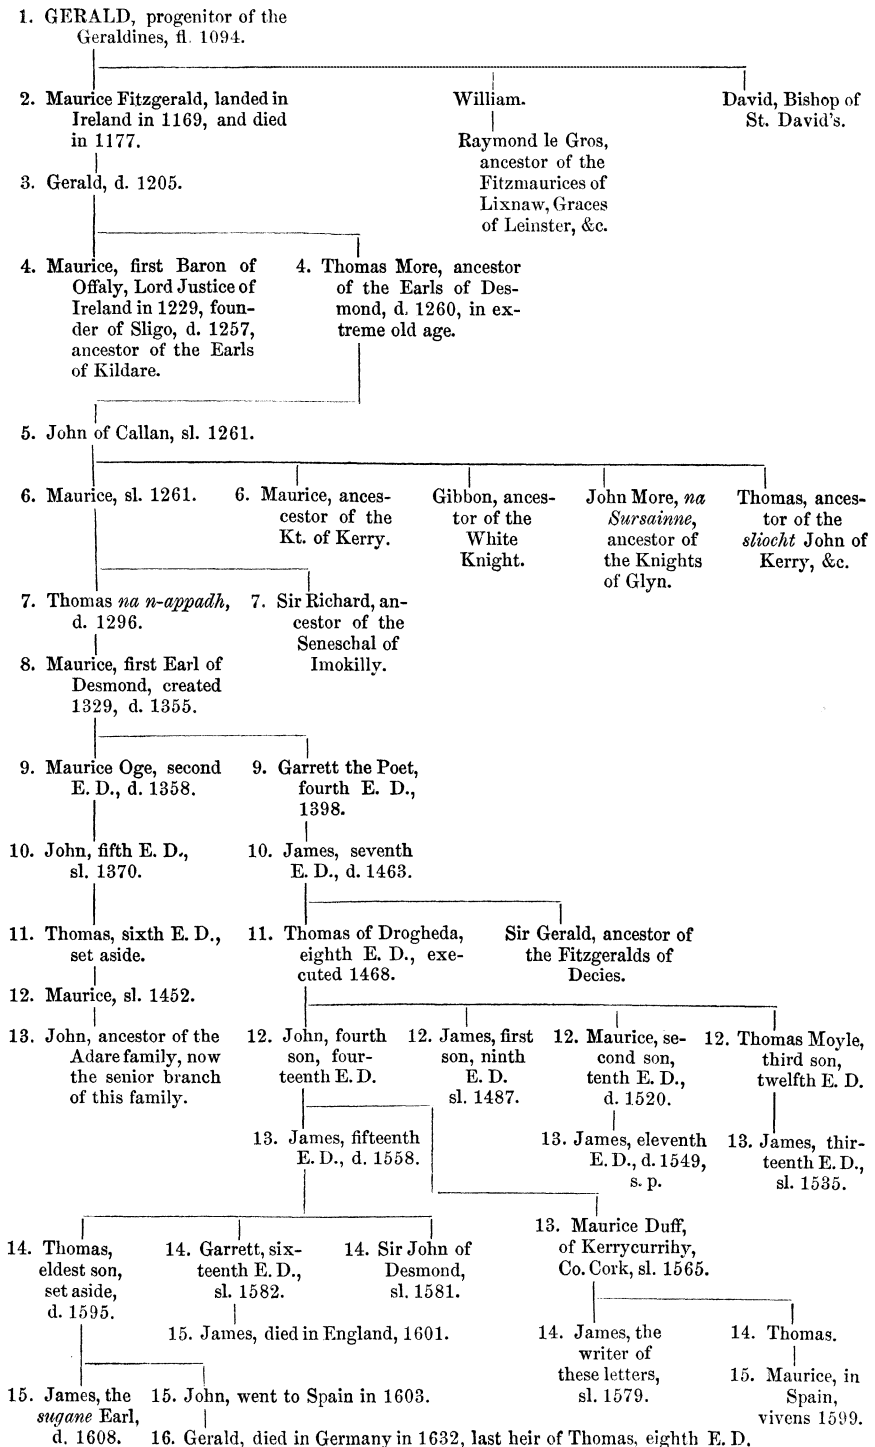 1. GERALD, progenitor of the
Geraldines, fl. 1094.
2. Maurice Fitzgerald, landed in
Ireland in 1169, and died
in 1177.
William.
Raymond le Gros,
ancestor of the
Fitzmaurices of
Lixnaw, Graces
of Leinster, &c.
David, Bishop of
St. David's.
3. Gerald, d. 1205.
4. Maurice, first Baron of
Offaly, Lord Justice of
Ireland in 1229, foun-
der of Sligo, d. 1257,
ancestor of the Earls
of Kildare.
4. Thomas More, ancestor
of the Earls of Des-
mond, d. 1260, in ex-
treme old age.
5. John of Callan, sl. 1261.
6. Maurice, sl. 1261.
6. Maurice, ances-
cestor of the
Kt. of Kerry.
Gibbon, ances-
tor of the
White
Knight.
John More, na
Sursainne,
ancestor of
the Knights
of Glyn.
Thomas, ances-
tor of the
sliocht John of
Kerry, &c.
7. Thomas na n-appadh,
d. 1296.
7. Sir Richard, an-
cestor of the
Seneschal of
Imokilly.
8. Maurice, first Earl of
Desmond, created
1329, d. 1355.
9. Maurice Oge, second
E. D., d. 1358.
9. Garrett the Poet,
fourth E. D.,
1398.
10. John, fifth E. D.,
sl. 1370.
10. James, seventh
E. D., d. 1463.
11. Thomas, sixth E. D.,
set aside.
11. Thomas of Drogheda,
eighth E. D., exe-
cuted 1468.
Sir Gerald, ancestor of
the Fitzgeralds of
Decies.
12. Maurice, sl. 1452.
13. John, ancestor of the
Adare family, now
the senior branch
of this family.
12. John, fourth
son, four-
teenth E. D.
12. James, first
son, ninth
E. D.
sl. 1487.
12. Maurice, se-
cond son,
tenth E. D.,
d. 1520.
12. Thomas Moyle,
third son,
twelfth E. D.
13. James, fifteenth
E. D., d. 1558.
13. James, eleventh
E. D., d. 1549,
s. p.
13. James, thir-
teenth E. D.,
sl. 1535.
13. Maurice Duff,
of Kerrycurrihy,
Co. Cork, sl. 1565.
14. Thomas,
eldest son,
set aside,
d. 1595.
14. Garrett, six-
teenth E. D.,
sl. 1582.
14. Sir John of
Desmond,
sl. 1581.
15. James, died in England, 1601.
14. James, the
writer of
these letters,
sl. 1579.
14. Thomas.
15. Maurice, in
Spain,
vivens 1599.
15. James, the
sugane Earl,
d. 1608.
15. John, went to Spain in 1603.
16. Gerald, died in Germany in 1632, last heir of Thomas, eighth E. D.